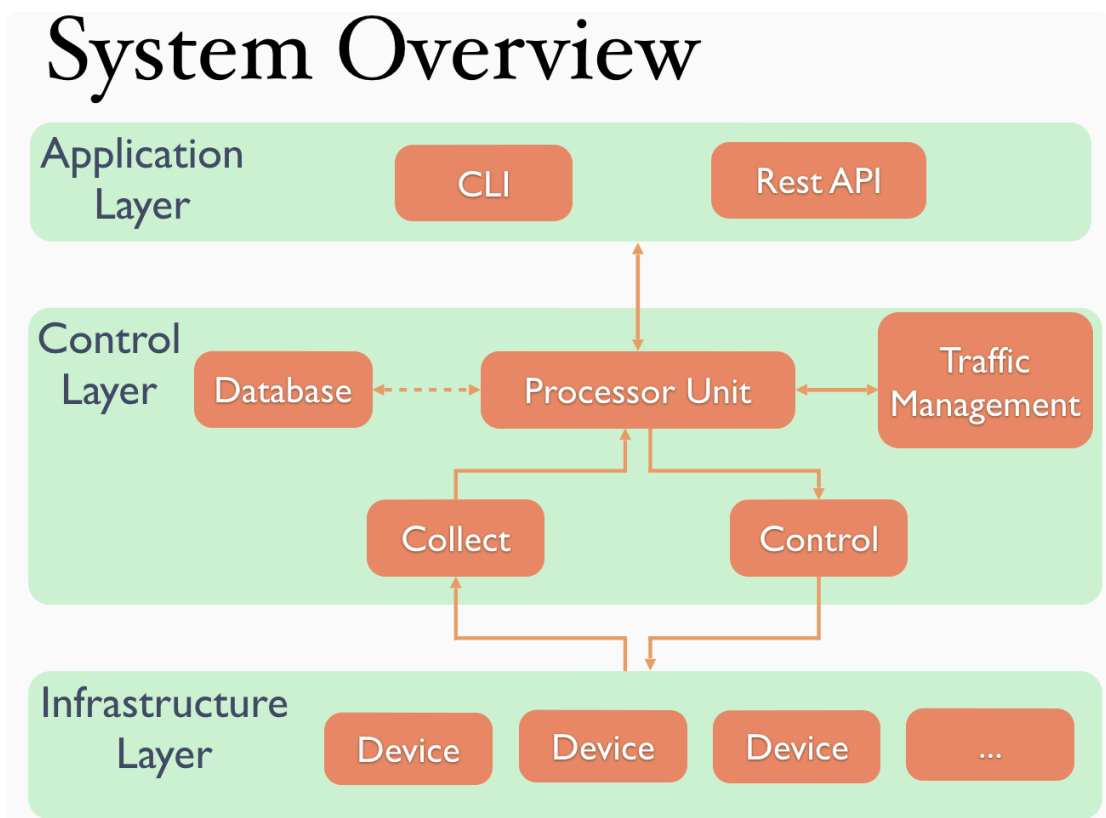 System Overview
Application
Layer
CLI
Rest API
Control
Layer
Database
Processor Unit
Traffic
Management
Collect
Control
Infrastructure
Layer
Device
Device
Device
...